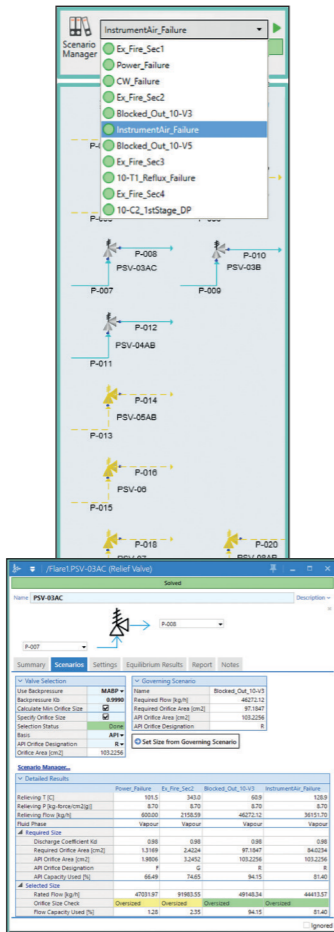 InstrumentAir_Failure
Scenario
Manager
Ex_Fire_Sec1
Power_Failure
CW_Failure
Ex_Fire_Sec2
Blocked_Out_10-V3
InstrumentAir_Failure
Blocked_Out_10-V5
Ex_Fire_Sec3
10-T1_Reflux_Failure
Ex_Fire_Sec4
10-C2_1stStage_DP
P-008 P-010
PSV-03AC PSV-03B
P-007 P-009
P-012
PSV-04AB
P-011
P-014
PSV-05AB
P-013
P-016
PSV-06
P-015
P-018 P-020
/Flare1.PSV-03AC (Relief Valve)
Solved
Name PSV-03AC Description
P-008
P-007
Summary Scenarios Settings Equilibrium Results Report Notes
Valve Selection Governing Scenario
Use Backpressure MABP Name Blocked_Out_10-V3
Backpressure Kb 0.9990 Required Flow [kg/h] 46272.12
Calculate Min Orifice Size Required Orifice Area [cm2] 97.1847
Specify Orifice Size API Orifice Area [cm2] 103.2256
Selection Status Done API Orifice Designation R
Basis API
API Orifice Designation R Set Size from Governing Scenario
Orifice Area [cm2] 103.2256
Scenario Manager...
Detailed Results
Power_Failure Ex_Fire_Sec2 Blocked_Out_10-V3 InstrumentAir_Failure
Relieving T [C] 101.5 343.0 60.9 128.9
Relieving P [kg-force/cm2(g)] 8.70 8.70 8.70 8.70
Relieving Flow [kg/h] 600.00 2158.59 46272.12 36151.70
Fluid Phase Vapour Vapour Vapour Vapour
Required Size
Discharge Coefficient Kd 0.98 0.98 0.98 0.98
Required Orifice Area [cm2] 1.3169 2.4224 97.1847 84.0234
API Orifice Area [cm2] 1.9806 3.2452 103.2256 103.2256
API Orifice Designation F G R R
API Capacity Used [%] 66.49 74.65 94.15 81.40
Selected Size
Rated Flow [kg/h] 47031.97 91983.55 49148.34 44413.57
Orifice Size Check Oversized Oversized Oversized Oversized
Flow Capacity Used [%] 1.28 2.35 94.15 81.40
Ignored